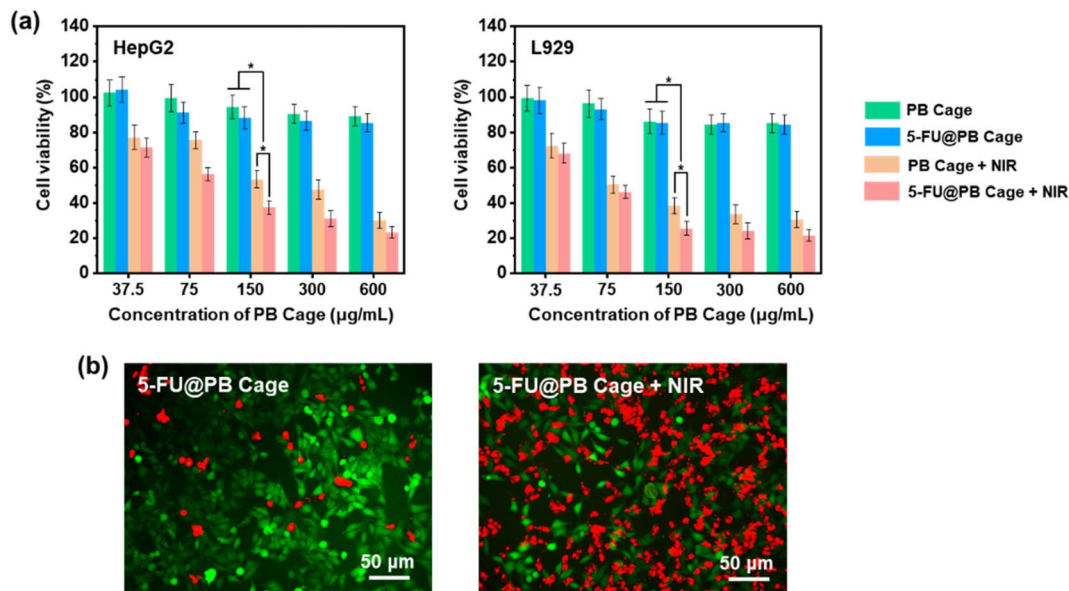 (a)
HepG2
140
120
100
80
60
40
20
0
Cell viability (%)
*
*
37.5 75 150 300 600
Concentration of PB Cage (µg/mL)
L929
140
120
100
80
60
40
20
0
Cell viability (%)
*
*
37.5 75 150 300 600
Concentration of PB Cage (µg/mL)
PB Cage
5-FU@PB Cage
PB Cage + NIR
5-FU@PB Cage + NIR
(b)
5-FU@PB Cage
50 µm
5-FU@PB Cage + NIR
50 µm